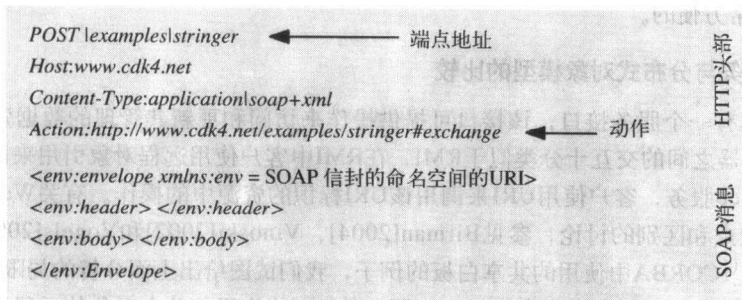 方便的。
POST \examples\stringer 端点地址
Host:www.cdk4.net
Content-Type:application\soap+xml
Action:http://www.cdk4.net/examples/stringer#exchange 动作
HTTP头部
<env:envelope xmlns:env = SOAP 信封的命名空间的URI>
<env:header> </env:header>
<env:body> </env:body>
</env:Envelope>
SOAP消息